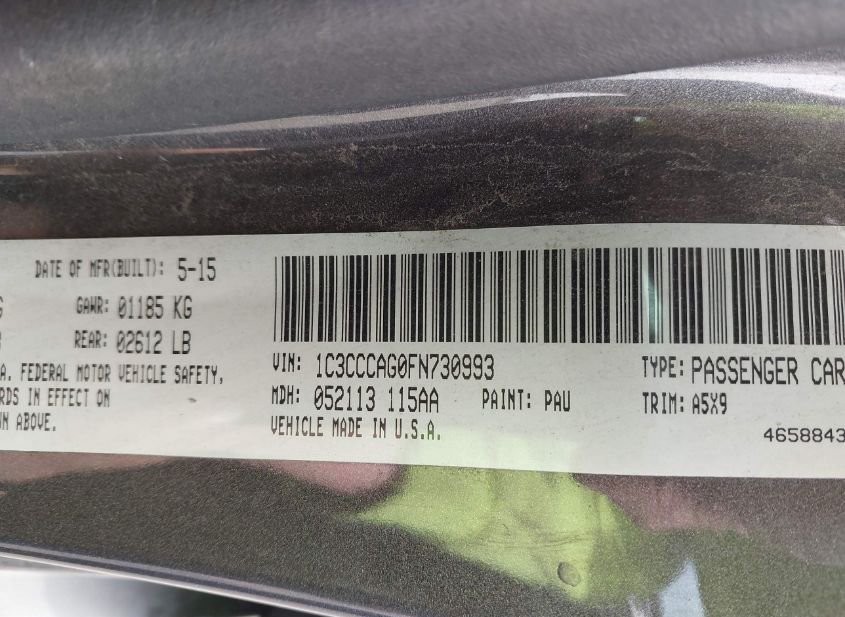 DATE OF MFR(BUILT): 5-15
GAWR: 01185 KG
REAR: 02612 LB
A. FEDERAL MOTOR VEHICLE SAFETY,
RDS IN EFFECT ON
N ABOVE.
VIN: 1C3CCCAG0FN730993
MDH: 052113 115AA PAINT: PAU
VEHICLE MADE IN U.S.A.
TYPE: PASSENGER CAR
TRIM: A5X9
4658843